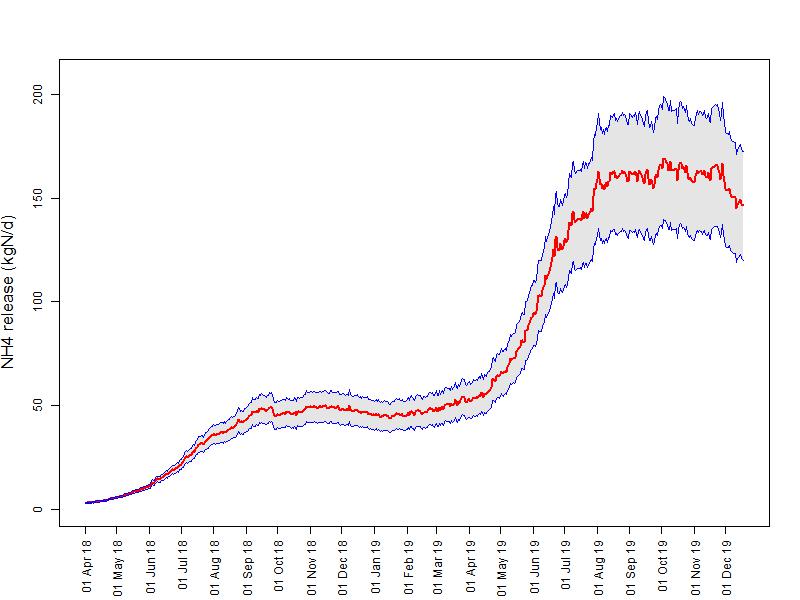 NH4 release (kgN/d)
200
150
100
50
0
01 Apr 18
01 May 18
01 Jun 18
01 Jul 18
01 Aug 18
01 Sep 18
01 Oct 18
01 Nov 18
01 Dec 18
01 Jan 19
01 Feb 19
01 Mar 19
01 Apr 19
01 May 19
01 Jun 19
01 Jul 19
01 Aug 19
01 Sep 19
01 Oct 19
01 Nov 19
01 Dec 19